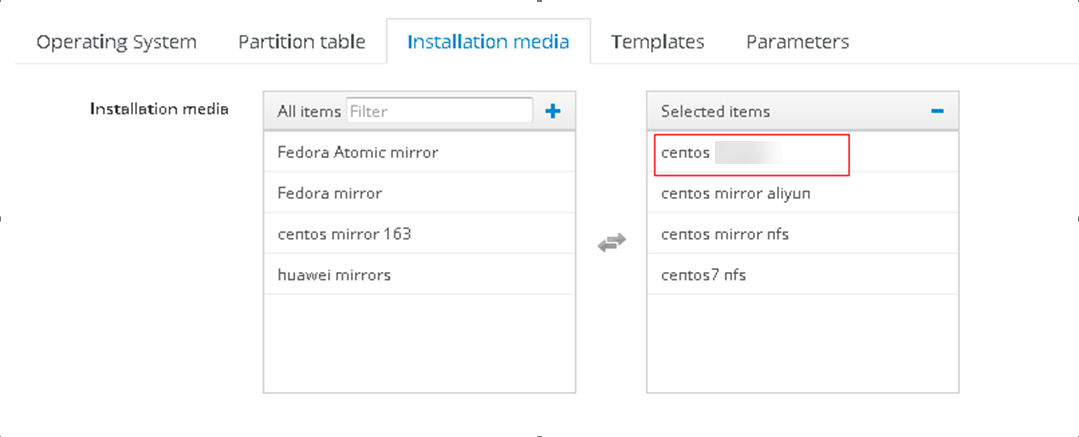 Operating System Partition table Installation media Templates Parameters
Installation media
All items Filter
Fedora Atomic mirror
Fedora mirror
centos mirror 163
huawei mirrors
Selected items
centos
centos mirror aliyun
centos mirror nfs
centos7 nfs